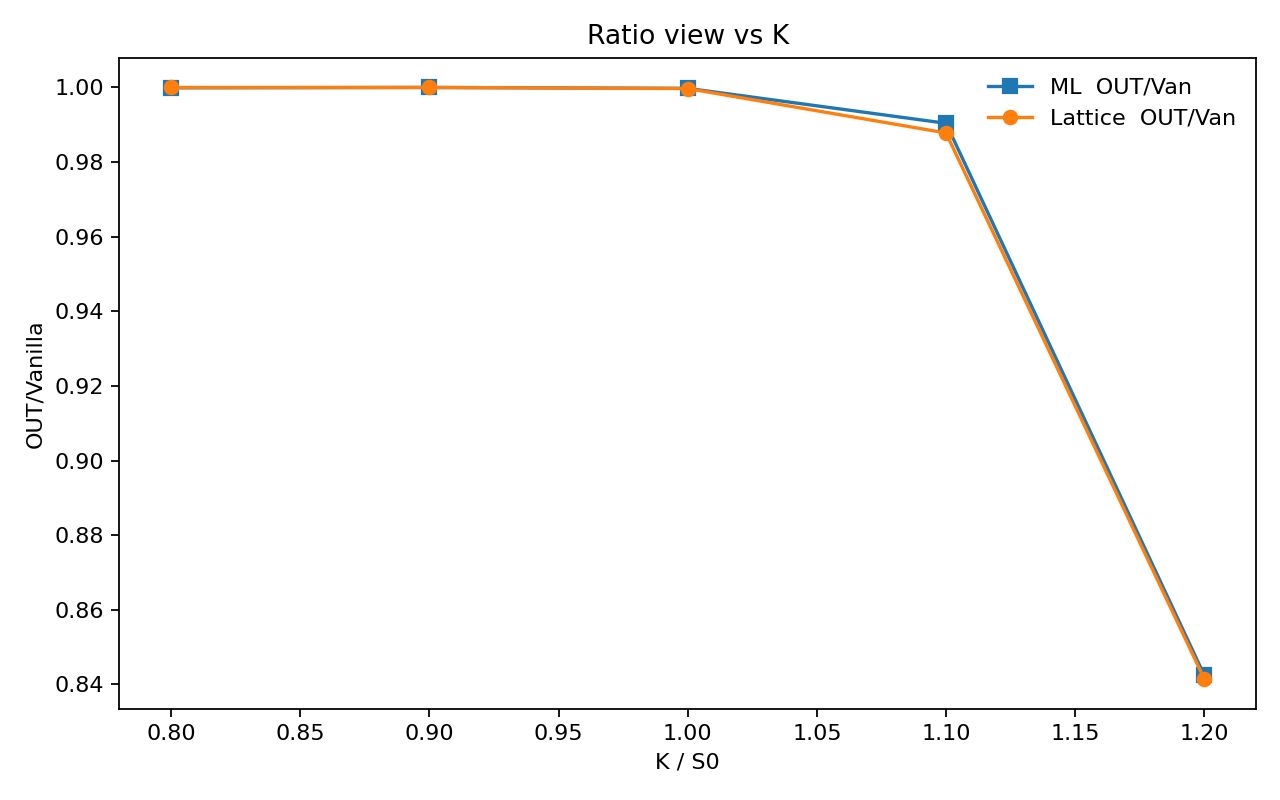 Ratio view vs K
ML  OUT/Van
Lattice  OUT/Van
OUT/Vanilla
1.00
0.98
0.96
0.94
0.92
0.90
0.88
0.86
0.84
0.80 0.85 0.90 0.95 1.00 1.05 1.10 1.15 1.20
K / S0